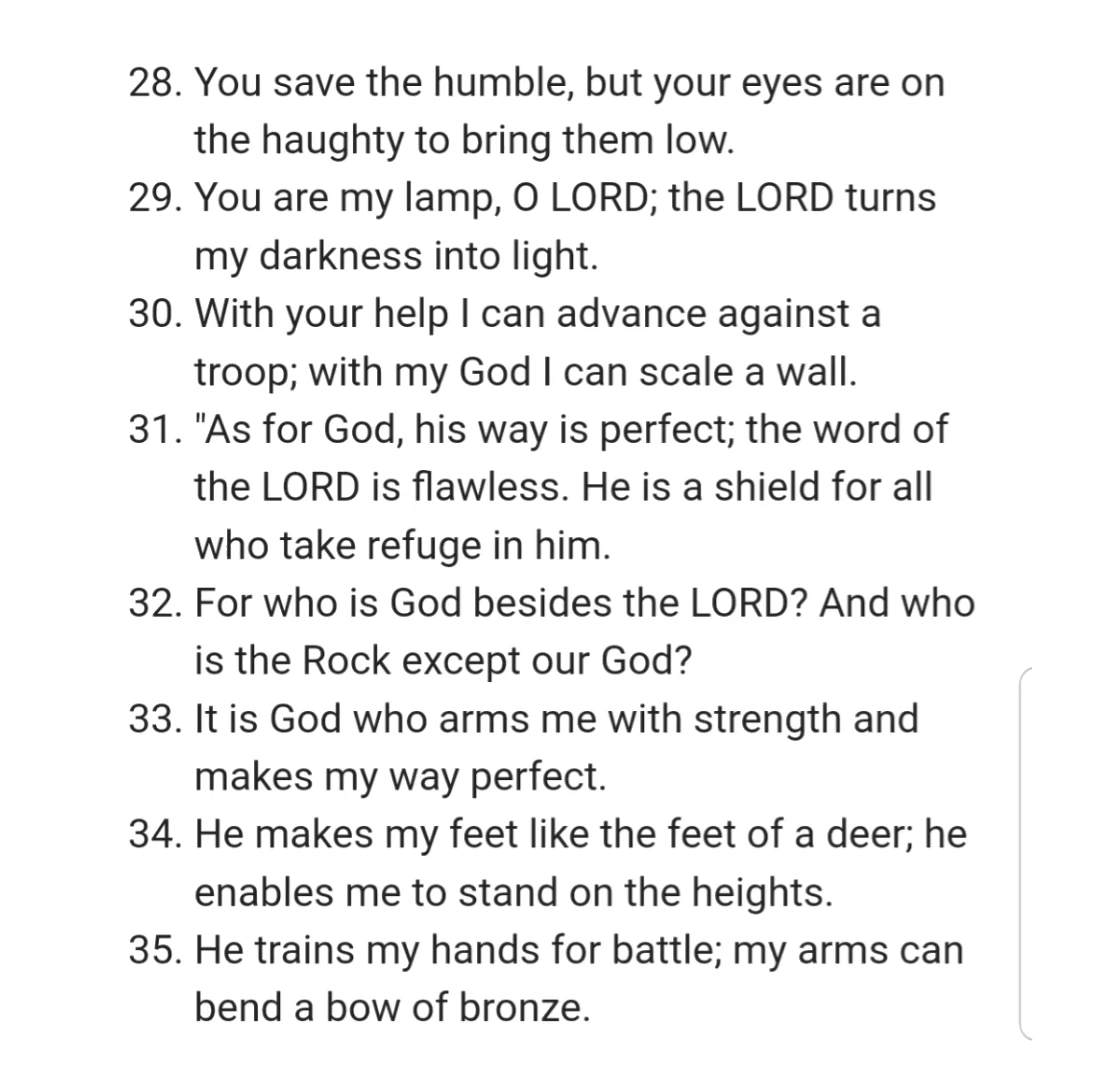 28. You save the humble, but your eyes are on
the haughty to bring them low.
29. You are my lamp, O LORD; the LORD turns
my darkness into light.
30. With your help I can advance against a
troop; with my God I can scale a wall.
31. "As for God, his way is perfect; the word of
the LORD is flawless. He is a shield for all
who take refuge in him.
32. For who is God besides the LORD? And who
is the Rock except our God?
33. It is God who arms me with strength and
makes my way perfect.
34. He makes my feet like the feet of a deer; he
enables me to stand on the heights.
35. He trains my hands for battle; my arms can
bend a bow of bronze.